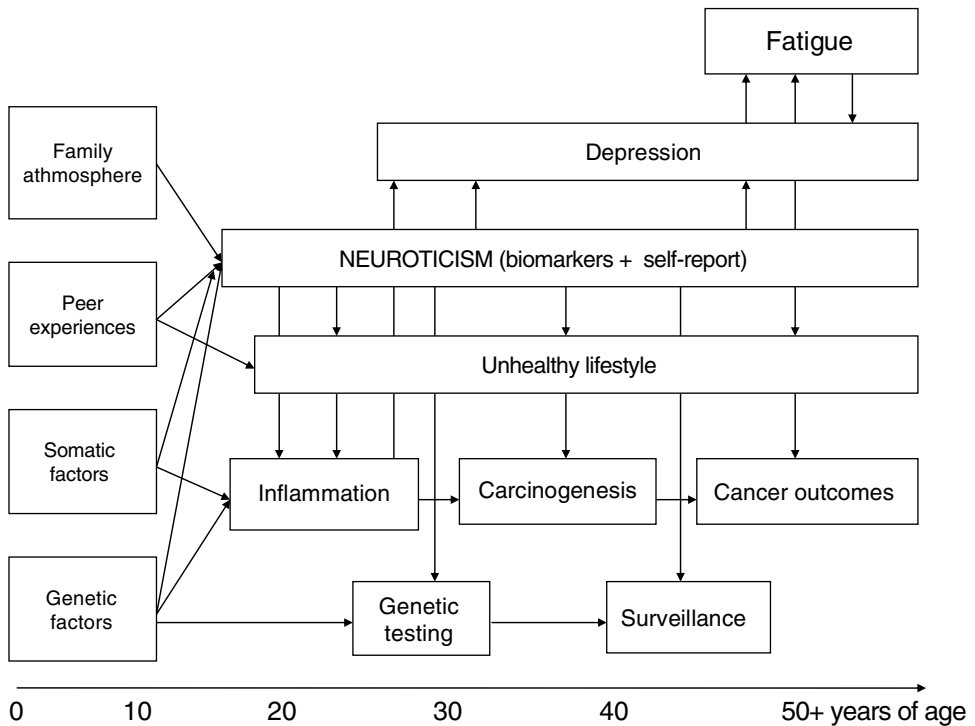 Fatigue
Depression
Family
athmosphere
NEUROTICISM (biomarkers + self-report)
Peer
experiences
Unhealthy lifestyle
Somatic
factors
Inflammation
Carcinogenesis
Cancer outcomes
Genetic
factors
Genetic
testing
Surveillance
0 10 20 30 40 50+ years of age